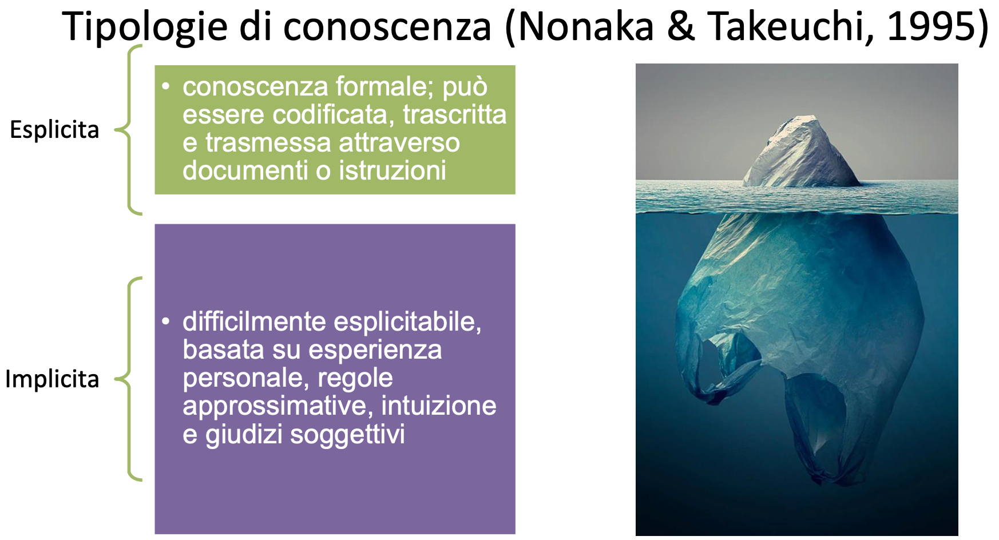 Tipologie di conoscenza (Nonaka & Takeuchi, 1995)
Esplicita
• conoscenza formale; può
essere codificata, trascritta
e trasmessa attraverso
documenti o istruzioni
Implicita
• difficilmente esplicitabile,
basata su esperienza
personale, regole
approssimative, intuizione
e giudizi soggettivi